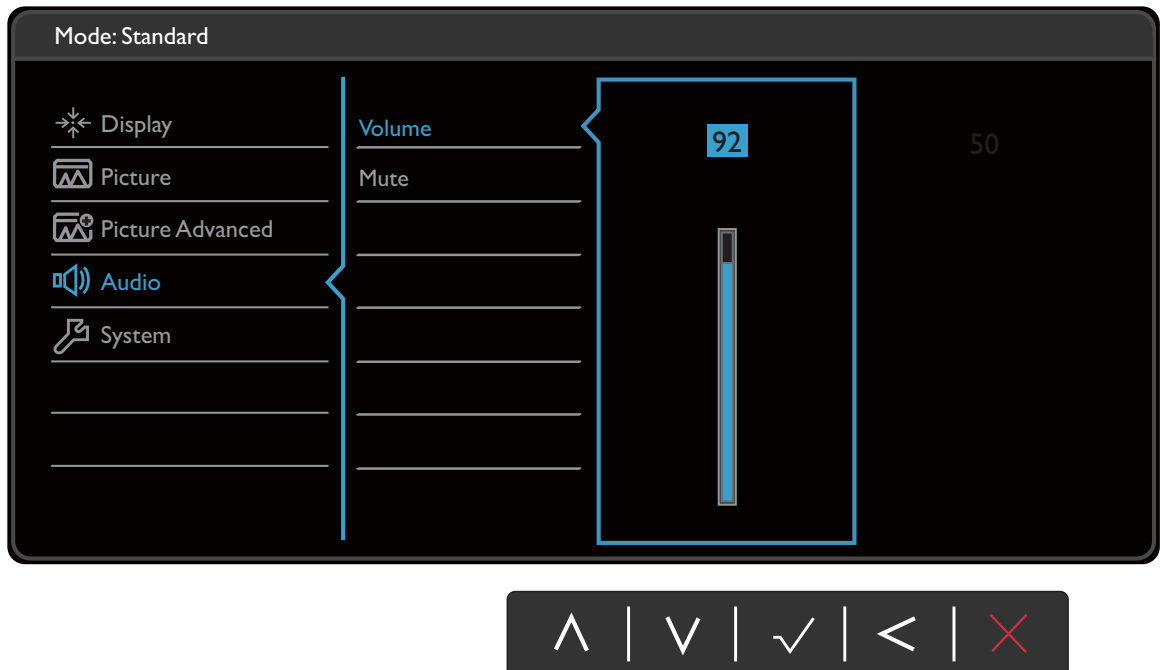 Mode: Standard
Display
Picture
Picture Advanced
Audio
System
Volume
Mute
92
50